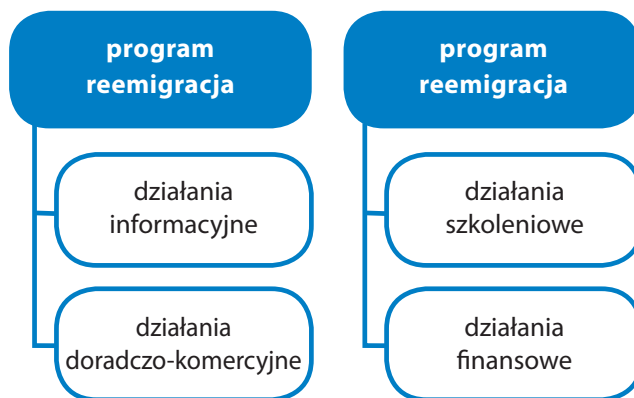 program
reemigracja
działania
informacyjne
działania
doradczo-komercyjne
program
reemigracja
działania
szkoleniowe
działania
finansowe